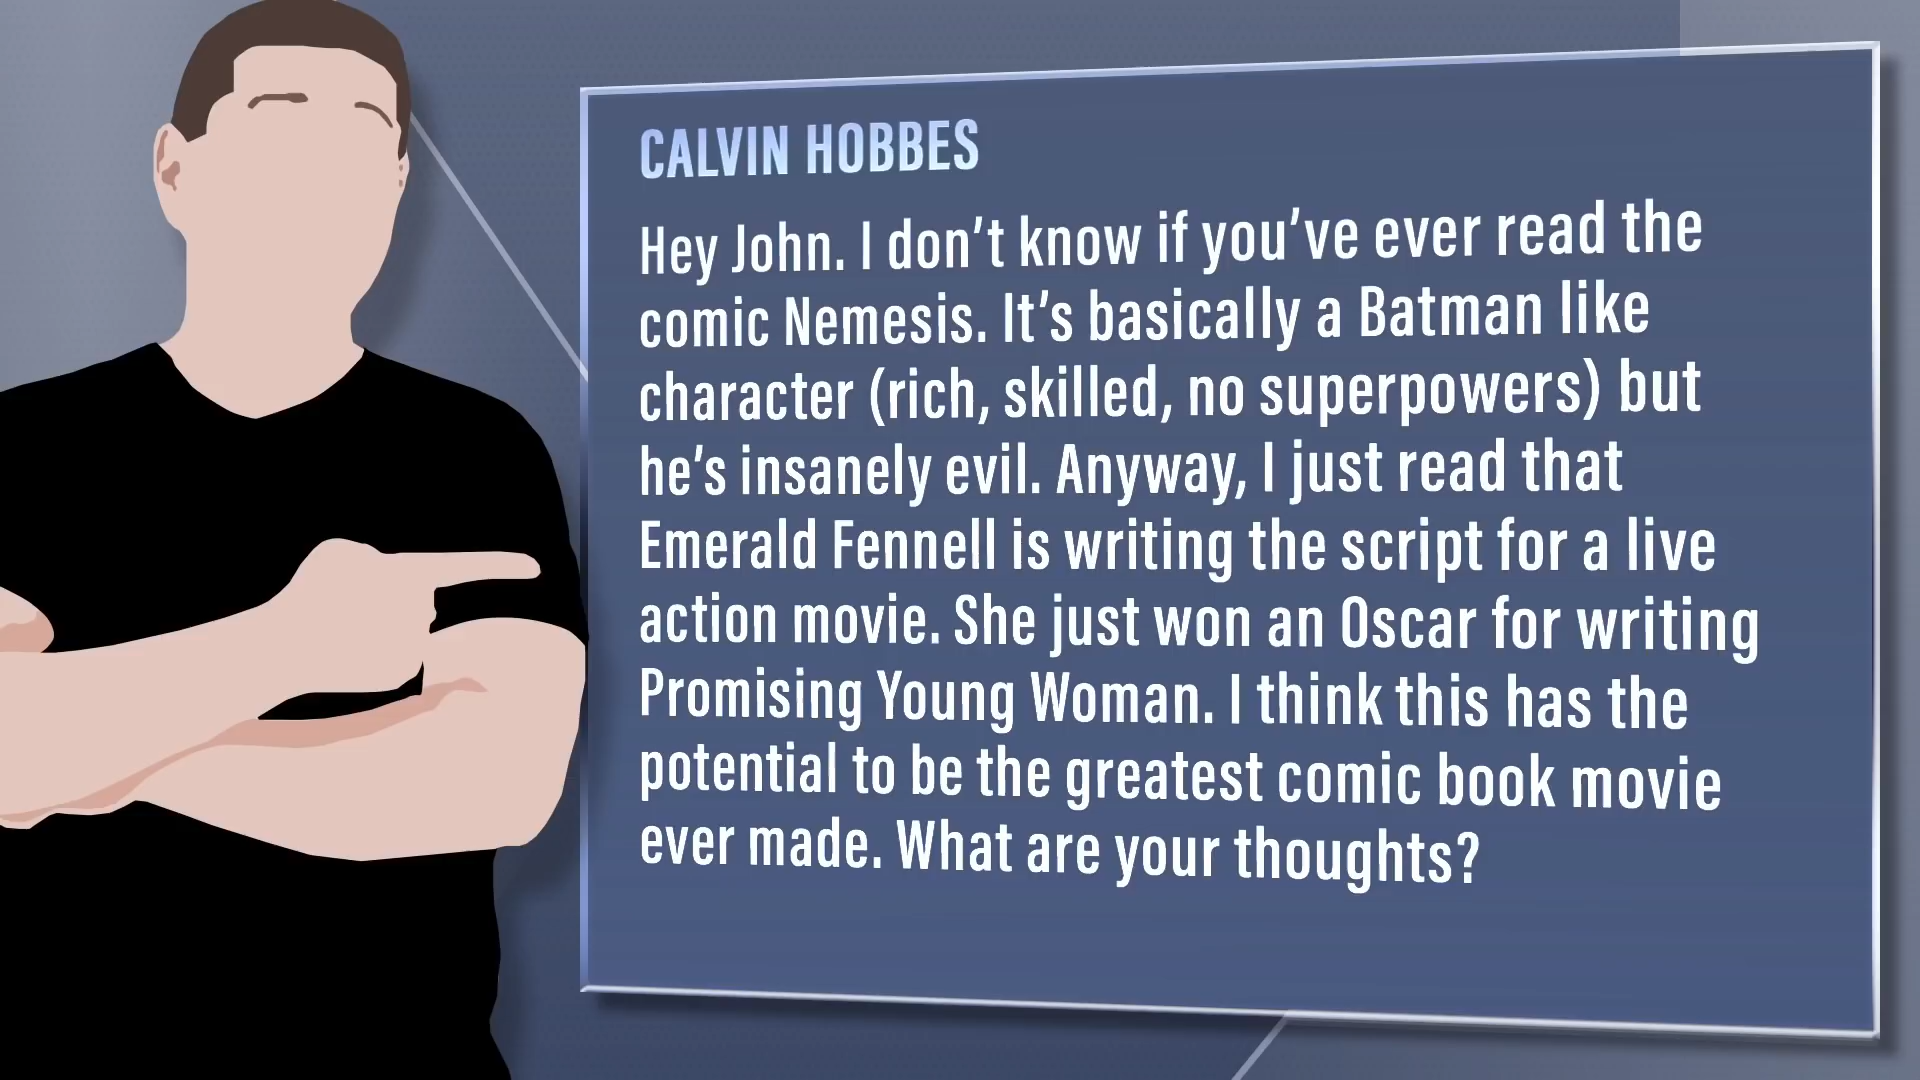 CALVIN HOBBES
Hey John. I don't know if you've ever read the
comic Nemesis. It's basically a Batman like
character (rich, skilled, no superpowers) but
he's insanely evil. Anyway, I just read that
Emerald Fennell is writing the script for a live
action movie. She just won an Oscar for writing
Promising Young Woman. I think this has the
potential to be the greatest comic book movie
ever made. What are your thoughts?